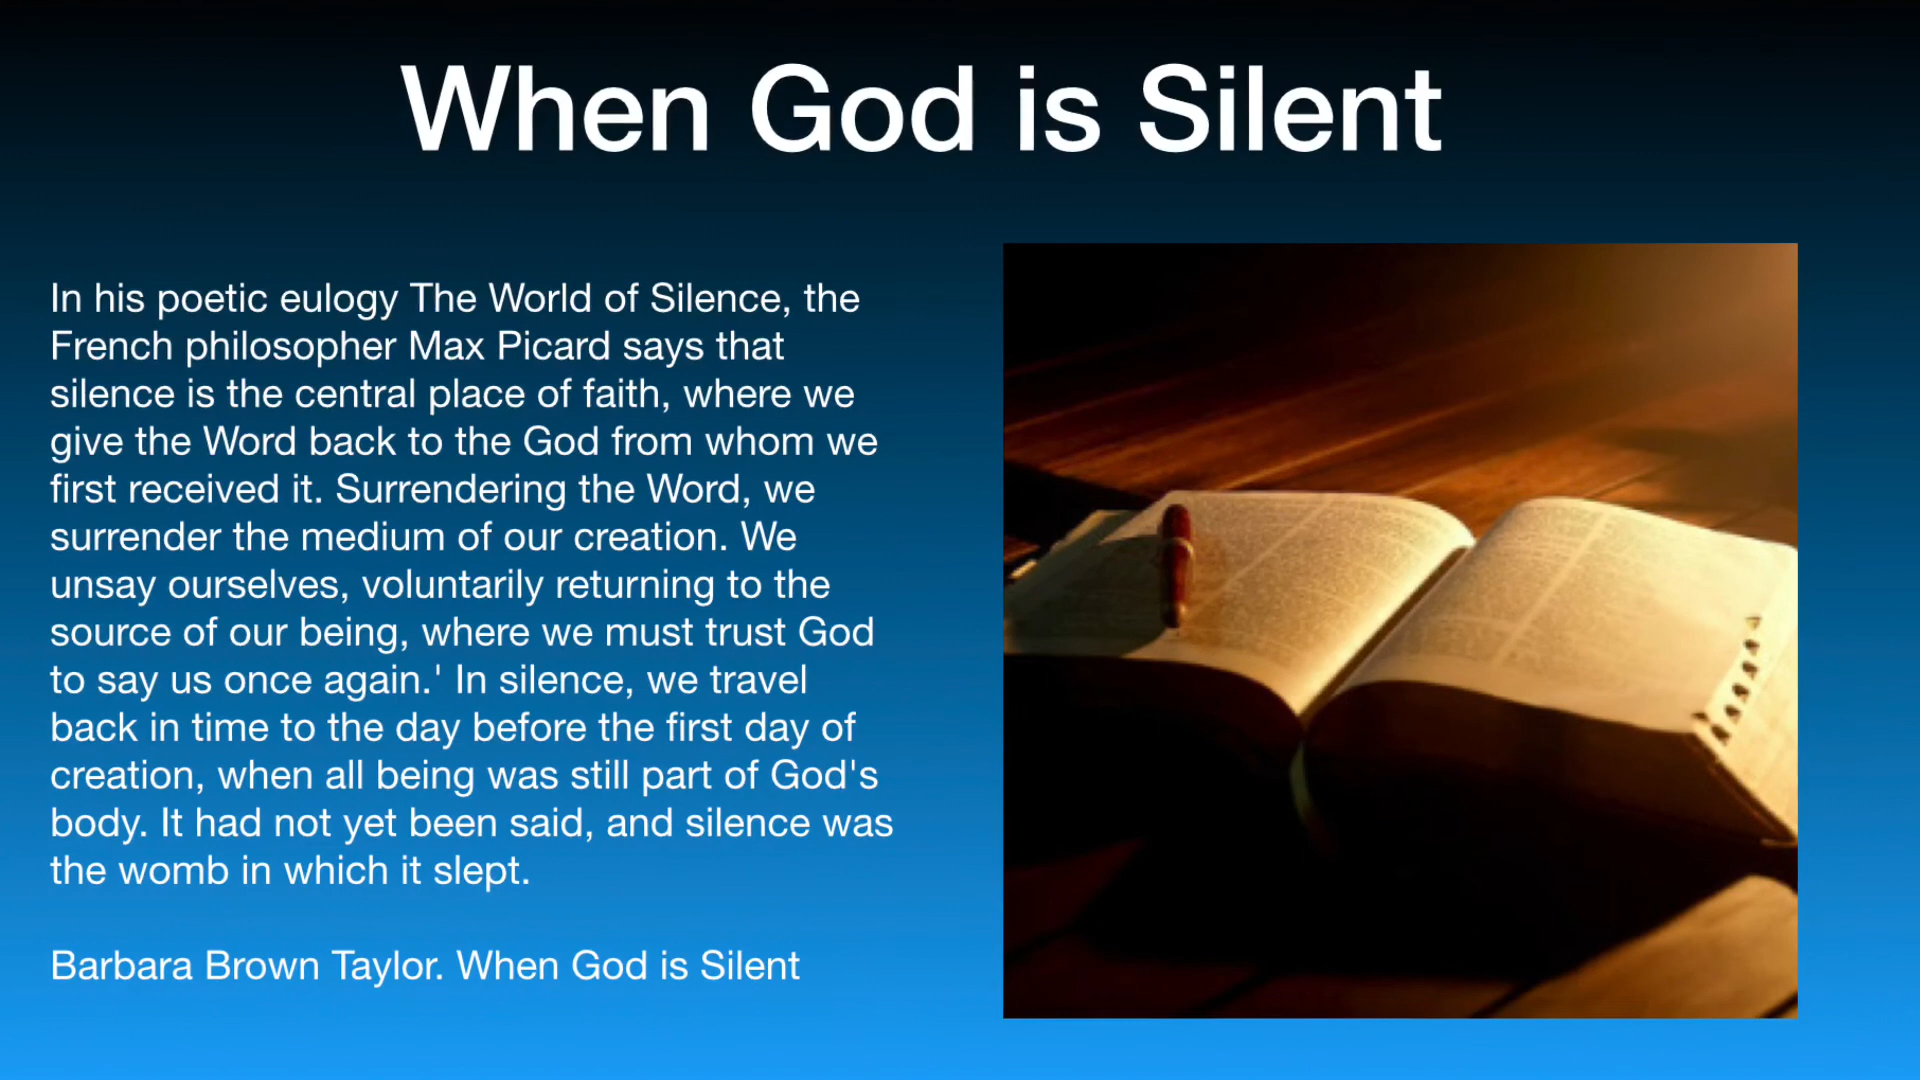 When God is Silent
In his poetic eulogy The World of Silence, the
French philosopher Max Picard says that
silence is the central place of faith, where we
give the Word back to the God from whom we
first received it. Surrendering the Word, we
surrender the medium of our creation. We
unsay ourselves, voluntarily returning to the
source of our being, where we must trust God
to say us once again.' In silence, we travel
back in time to the day before the first day of
creation, when all being was still part of God's
body. It had not yet been said, and silence was
the womb in which it slept.
Barbara Brown Taylor. When God is Silent